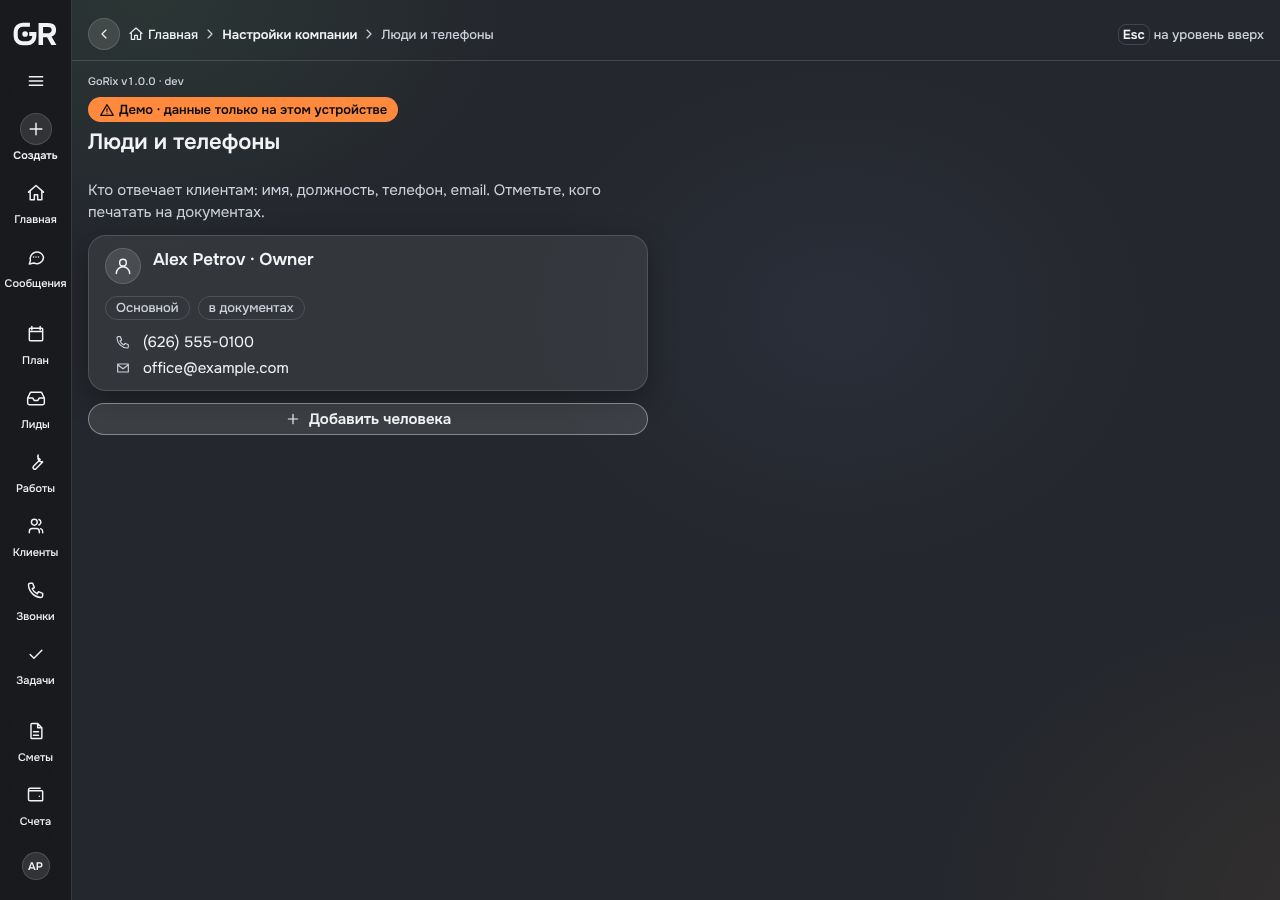 GR
Главная
Настройки компании
Люди и телефоны
Esc на уровень вверх
GoRix v1.0.0 · dev
Демо · данные только на этом устройстве
Люди и телефоны
Кто отвечает клиентам: имя, должность, телефон, email. Отметьте, кого
печатать на документах.
Alex Petrov · Owner
Основной
в документах
(626) 555-0100
office@example.com
Добавить человека
Создать
Главная
Сообщения
План
Лиды
Работы
Клиенты
Звонки
Задачи
Сметы
Счета
AP